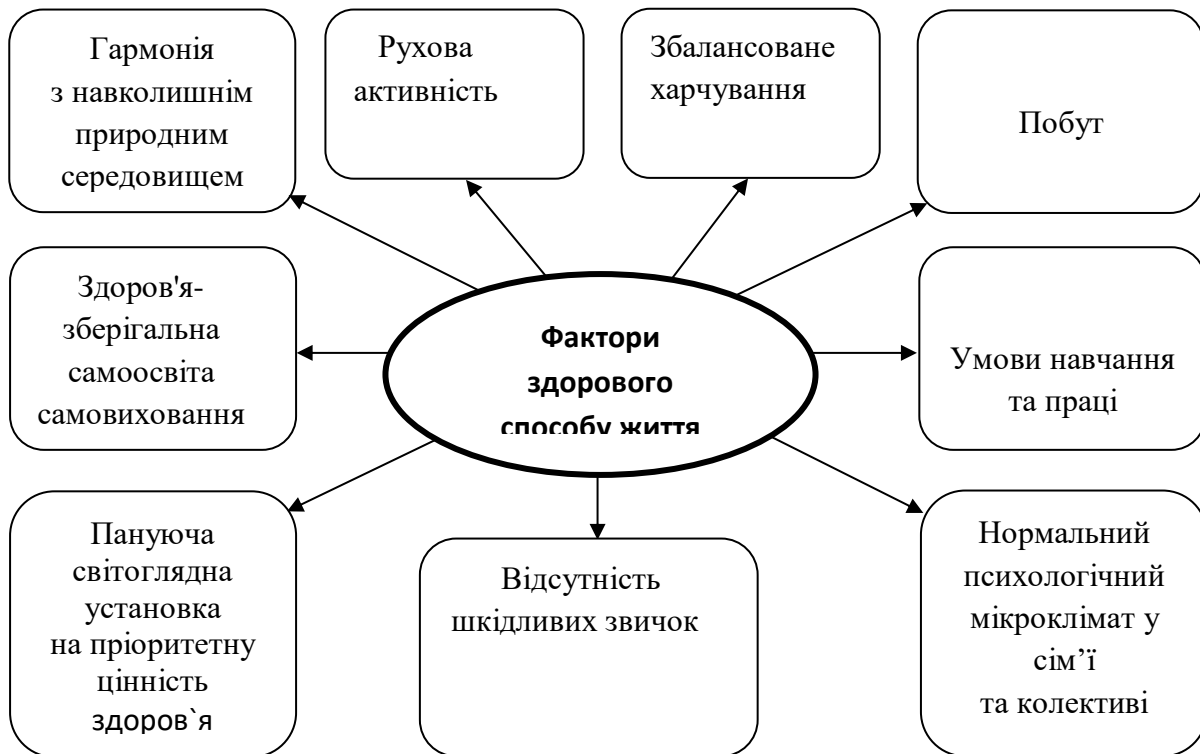 Гармонія
з навколишнім
природним
середовищем
Рухова
активність
Збалансоване
харчування
Побут
Здоров'я-
зберігальна
самоосвіта
самовиховання
Фактори
здорового
способу життя
Умови навчання
та праці
Пануюча
світоглядна
установка
на пріоритетну
цінність
здоров`я
Відсутність
шкідливих звичок
Нормальний
психологічний
мікроклімат у
сім’ї
та колективі